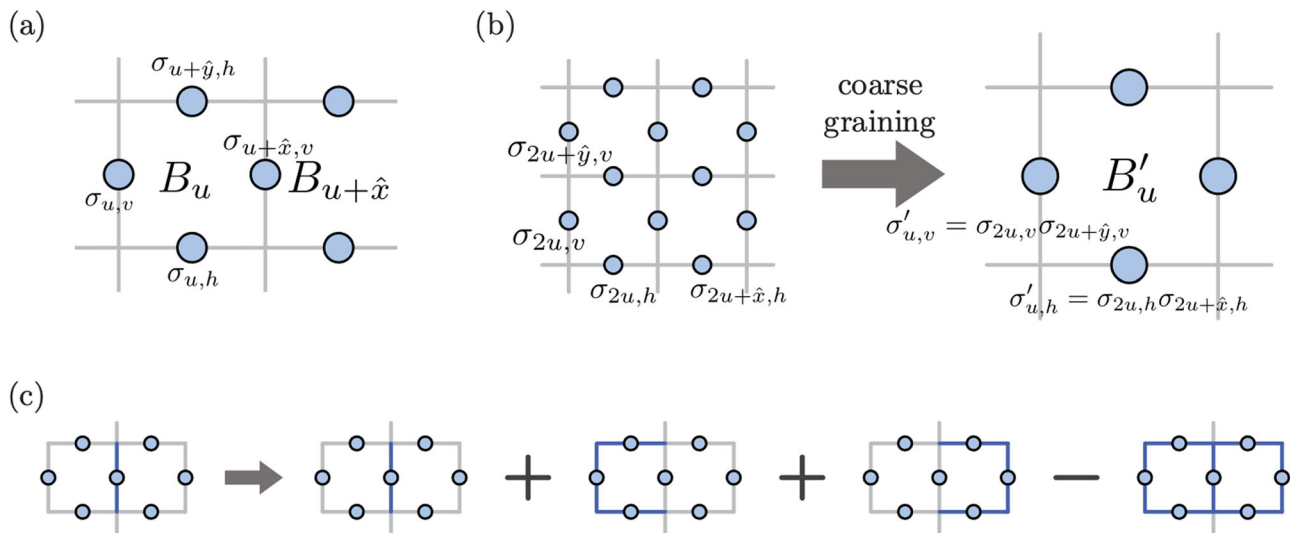 (a)
σ_{u+ŷ,h}
σ_{u+x̂,v}
B_u
B_{u+x̂}
σ_{u,v}
σ_{u,h}
(b)
σ_{2u+ŷ,v}
σ_{2u,v}
σ_{2u,h}
σ_{2u+x̂,h}
coarse
graining
B'_u
σ'_{u,v} = σ_{2u,v}σ_{2u+ŷ,v}
σ'_{u,h} = σ_{2u,h}σ_{2u+x̂,h}
(c)
+
+
−